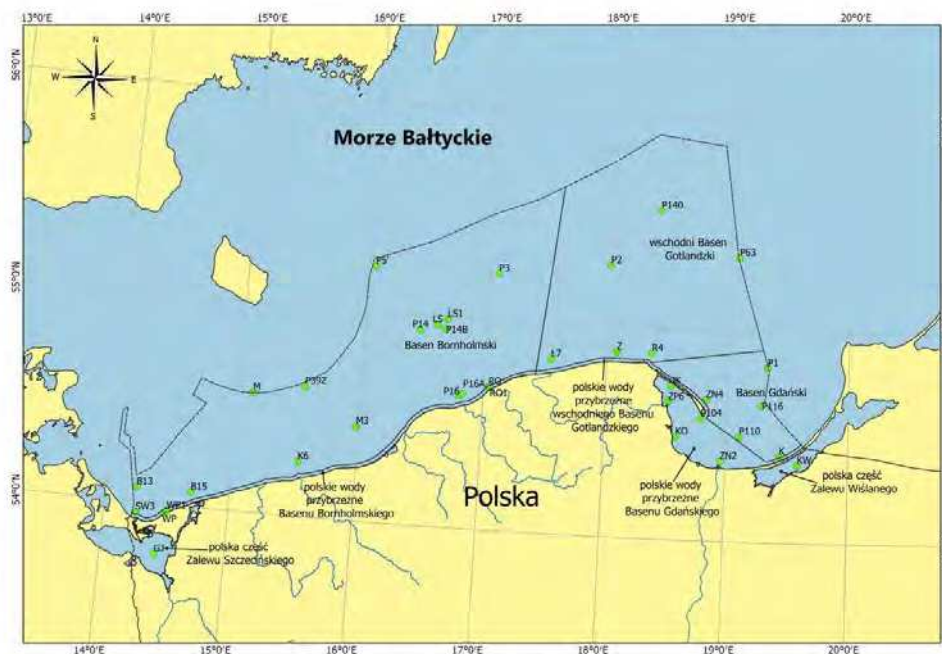 13°0'E
14°0'E
15°0'E
16°0'E
17°0'E
18°0'E
19°0'E
20°0'E
56°0'N
N
W
E
S
Morze Bałtyckie
P140
wschodni Basen
Gotlandzki
P63
P5
P2
P3
55°0'N
LS
LS1
P14
P14B
Basen Bornholmski
Z
R4
L7
P1
M
P39Z
P16
P16A
RO
RO1
polskie wody
przybrzeżne
wschodniego Basenu
Gotlandzkiego
Basen Gdański
ZP6
ZN4
P104
P116
M3
KO
P110
K6
ZN2
K
KW
54°0'N
B13
B15
polskie wody
przybrzeżne
Basenu Bornholmskiego
Polska
polskie wody
przybrzeżne
Basenu Gdańskiego
polska część
Zalewu Wiślanego
SW3
WP
polska część
Zalewu Szczecińskiego
14°0'E
15°0'E
16°0'E
17°0'E
18°0'E
19°0'E
20°0'E